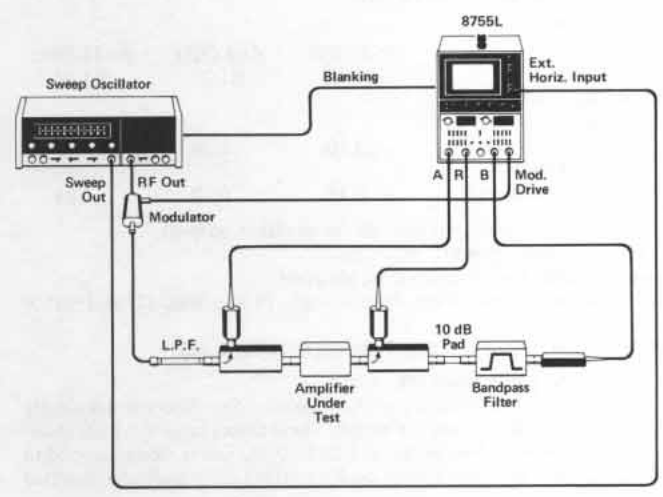 8755L
Sweep Oscillator
Blanking
Ext.
Horiz. Input
Sweep
Out
RF Out
Modulator
A
R
B
Mod.
Drive
L.P.F.
10 dB
Pad
Amplifier
Under
Test
Bandpass
Filter